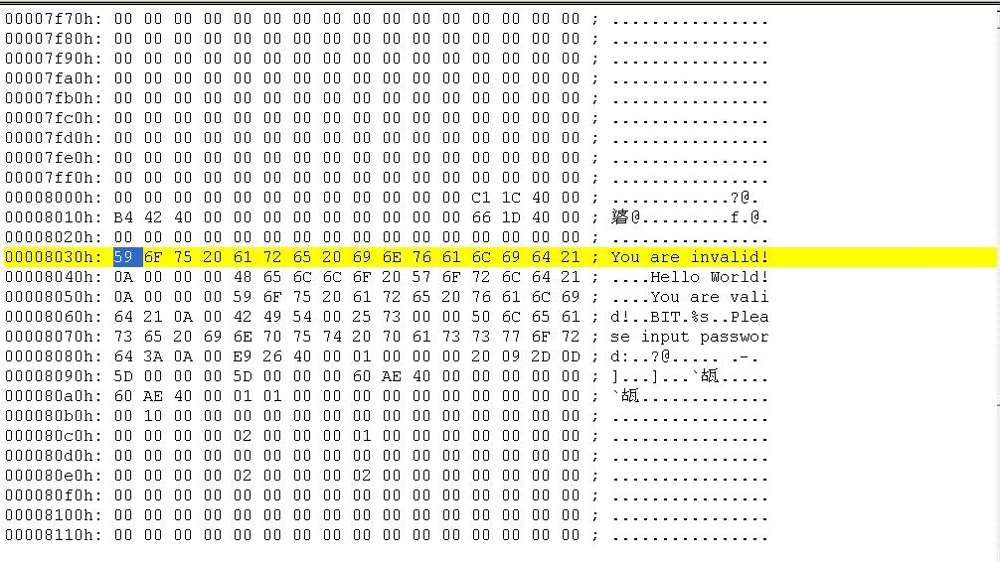 00007f70h: 00 00 00 00 00 00 00 00 00 00 00 00 00 00 00 00 ; ................
00007f80h: 00 00 00 00 00 00 00 00 00 00 00 00 00 00 00 00 ; ................
00007f90h: 00 00 00 00 00 00 00 00 00 00 00 00 00 00 00 00 ; ................
00007fa0h: 00 00 00 00 00 00 00 00 00 00 00 00 00 00 00 00 ; ................
00007fb0h: 00 00 00 00 00 00 00 00 00 00 00 00 00 00 00 00 ; ................
00007fc0h: 00 00 00 00 00 00 00 00 00 00 00 00 00 00 00 00 ; ................
00007fd0h: 00 00 00 00 00 00 00 00 00 00 00 00 00 00 00 00 ; ................
00007fe0h: 00 00 00 00 00 00 00 00 00 00 00 00 00 00 00 00 ; ................
00007ff0h: 00 00 00 00 00 00 00 00 00 00 00 00 00 00 00 00 ; ................
00008000h: 00 00 00 00 00 00 00 00 00 00 00 00 C1 1C 40 00 ; ............?@.
00008010h: B4 42 40 00 00 00 00 00 00 00 00 00 66 1D 40 00 ; @.........f.@.
00008020h: 00 00 00 00 00 00 00 00 00 00 00 00 00 00 00 00 ; ................
00008030h: 59 6F 75 20 61 72 65 20 69 6E 76 61 6C 69 64 21 ; You are invalid!
00008040h: 0A 00 00 00 48 65 6C 6C 6F 20 57 6F 72 6C 64 21 ; ....Hello World!
00008050h: 0A 00 00 00 59 6F 75 20 61 72 65 20 76 61 6C 69 ; ....You are vali
00008060h: 64 21 0A 00 42 49 54 00 25 73 00 00 50 6C 65 61 ; d!..BIT.%s..Plea
00008070h: 73 65 20 69 6E 70 75 74 20 70 61 73 73 77 6F 72 ; se input passwor
00008080h: 64 3A 0A 00 E9 26 40 00 01 00 00 00 20 09 2D 0D ; d:..?@..... .-.
00008090h: 5D 00 00 00 5D 00 00 00 60 AE 40 00 00 00 00 00 ; ]...]...`瓳.....
000080a0h: 60 AE 40 00 01 01 00 00 00 00 00 00 00 00 00 00 ; `瓳.............
000080b0h: 00 10 00 00 00 00 00 00 00 00 00 00 00 00 00 00 ; ................
000080c0h: 00 00 00 00 02 00 00 00 01 00 00 00 00 00 00 00 ; ................
000080d0h: 00 00 00 00 00 00 00 00 00 00 00 00 00 00 00 00 ; ................
000080e0h: 00 00 00 00 02 00 00 00 02 00 00 00 00 00 00 00 ; ................
000080f0h: 00 00 00 00 00 00 00 00 00 00 00 00 00 00 00 00 ; ................
00008100h: 00 00 00 00 00 00 00 00 00 00 00 00 00 00 00 00 ; ................
00008110h: 00 00 00 00 00 00 00 00 00 00 00 00 00 00 00 00 ; ................